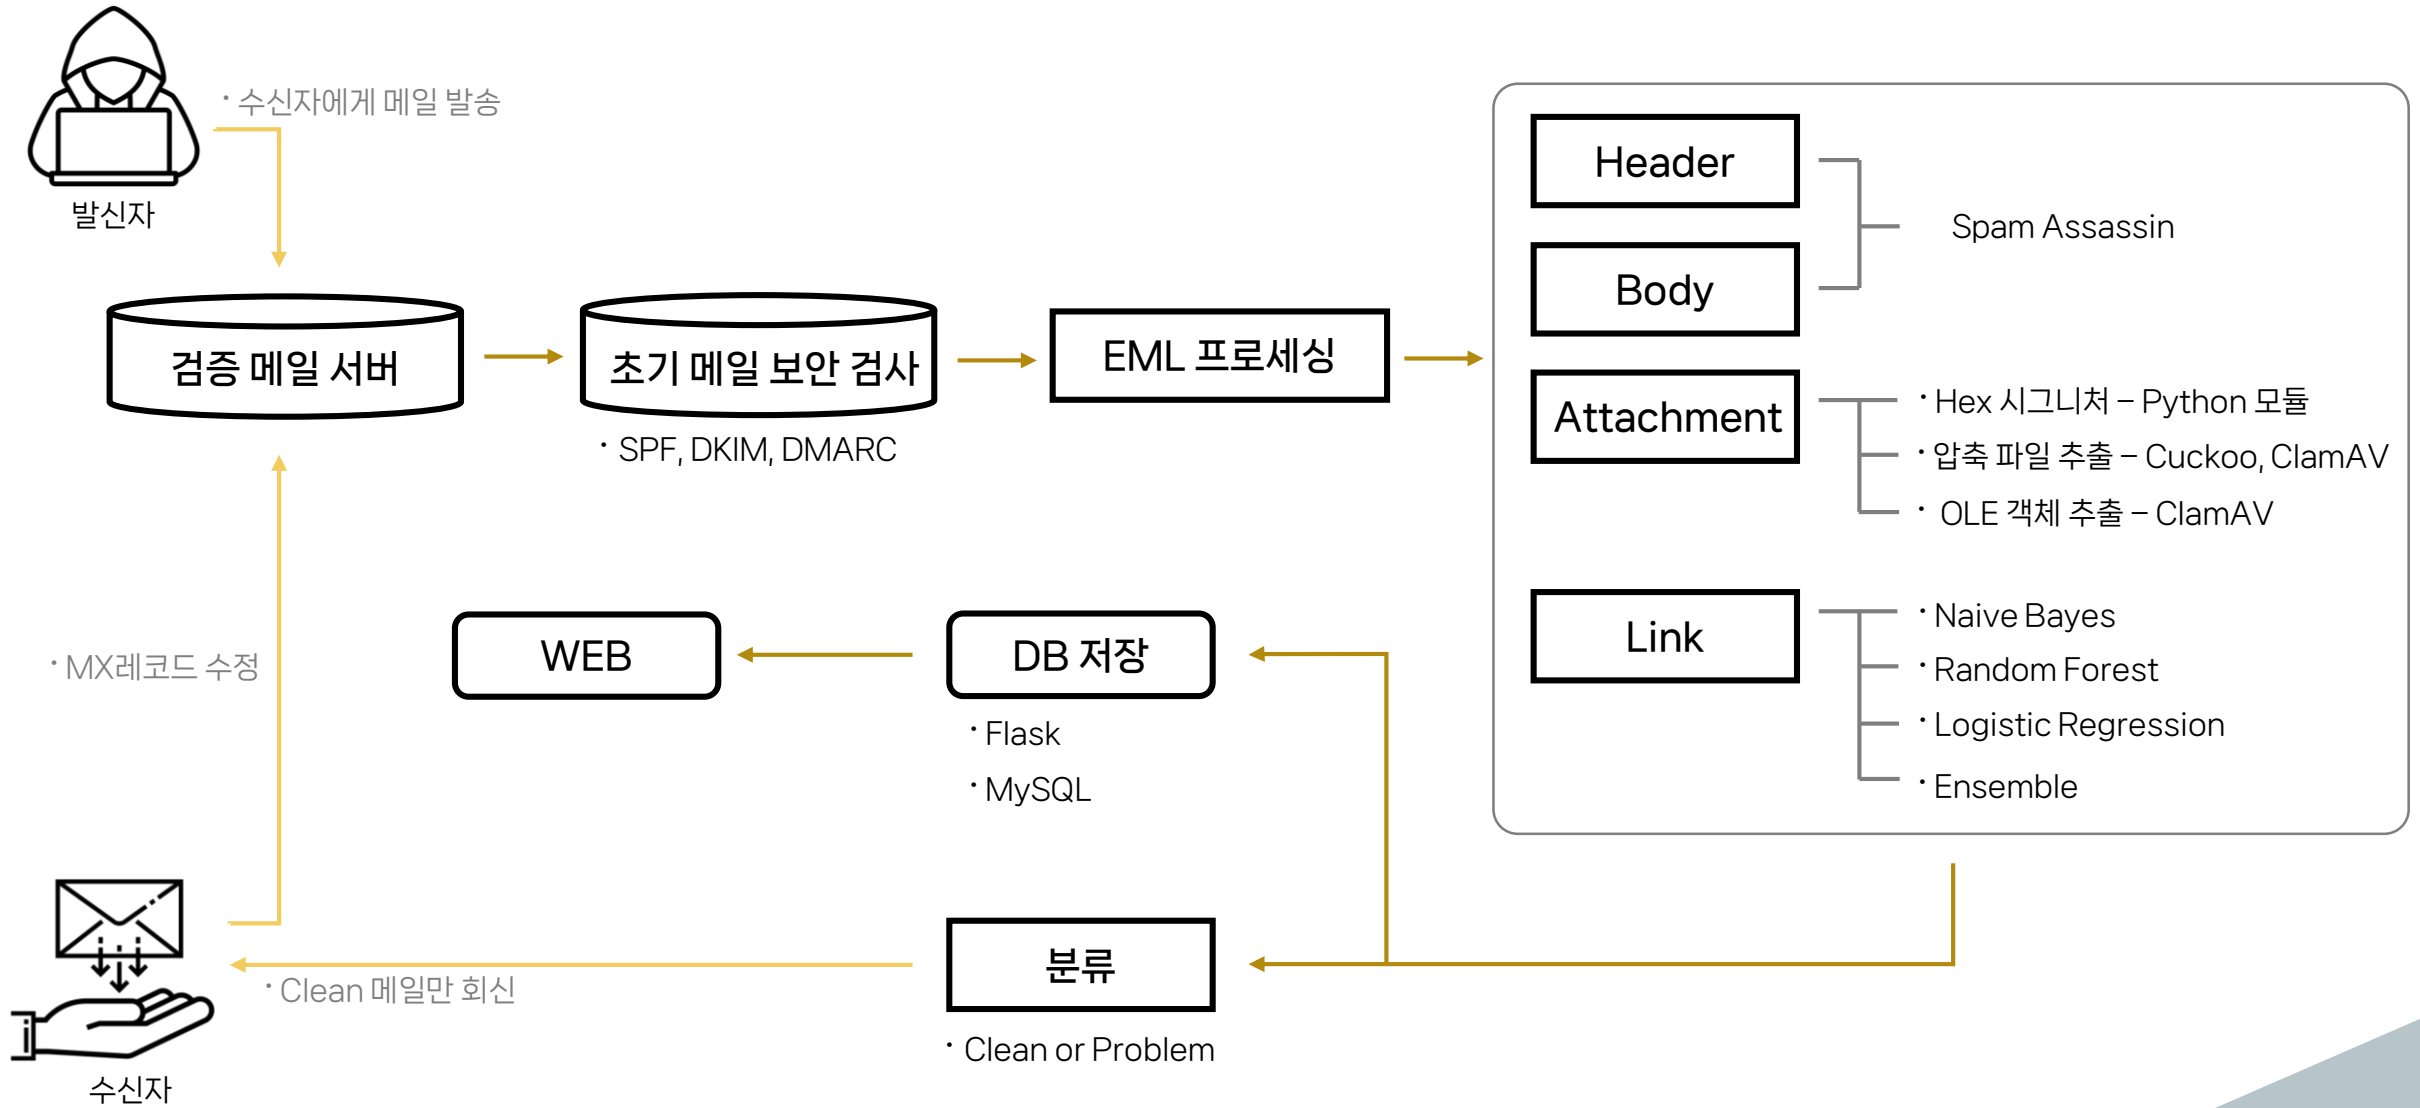 · 수신자에게 메일 발송
발신자
검증 메일 서버
초기 메일 보안 검사
· SPF, DKIM, DMARC
EML 프로세싱
Header
Body
Spam Assassin
Attachment
· Hex 시그니처 – Python 모듈
· 압축 파일 추출 – Cuckoo, ClamAV
· OLE 객체 추출 – ClamAV
Link
· Naive Bayes
· Random Forest
· Logistic Regression
· Ensemble
· MX레코드 수정
WEB
DB 저장
· Flask
· MySQL
분류
· Clean or Problem
· Clean 메일만 회신
수신자